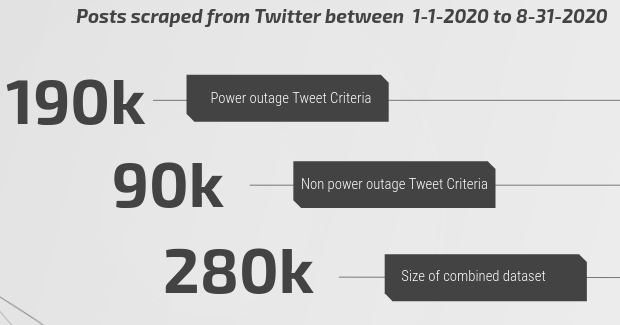 Posts scraped from Twitter between 1-1-2020 to 8-31-2020
190k Power outage Tweet Criteria
90k Non power outage Tweet Criteria
280k Size of combined dataset